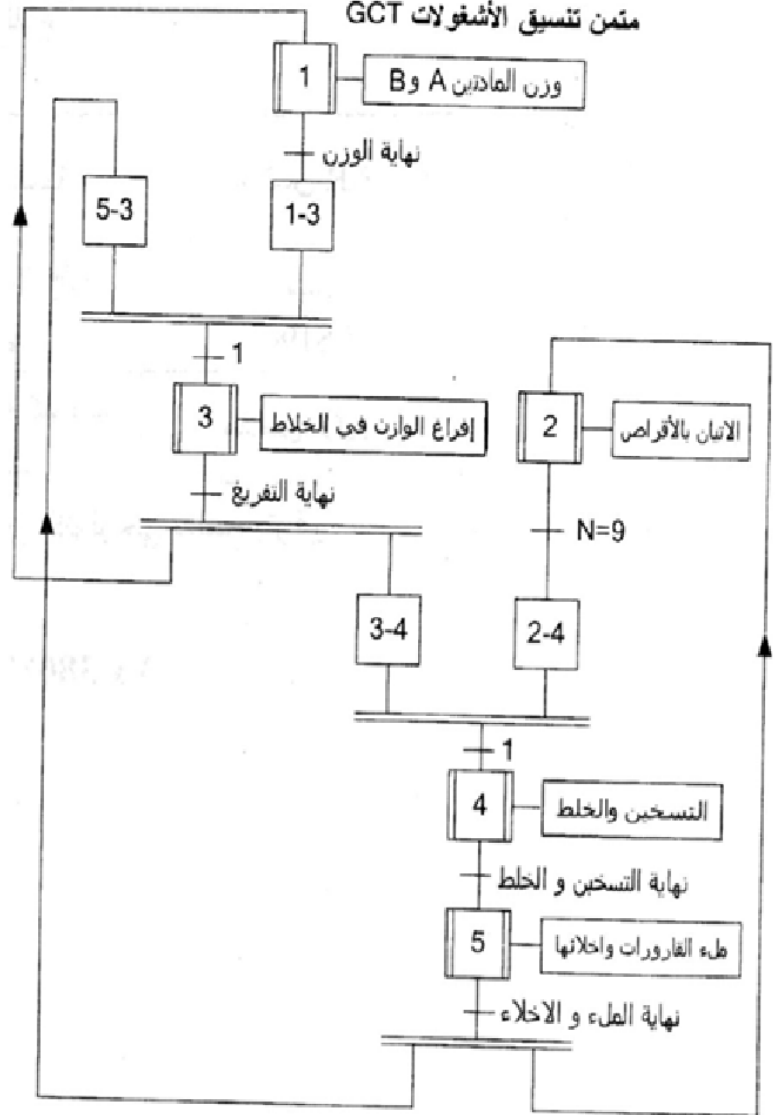 متمن تنسيق الأشغولات GCT
1
وزن المادتين A و B
نهاية الوزن
5-3
1-3
1
3
إفراغ الوازن في الخلاط
2
الاتيان بالأقراص
نهاية التفريغ
N=9
3-4
2-4
1
4
التسخين والخلط
نهاية التسخين و الخلط
5
ملء القارورات واخلائها
نهاية الملء و الاخلاء